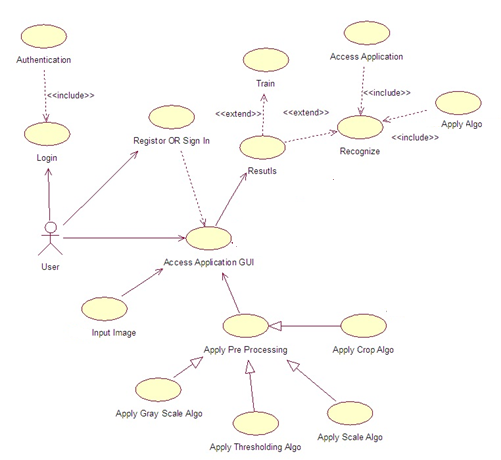 Authentication
Train
Access Application
<<include>>
<<include>>
<<extend>>
<<extend>>
Apply Algo
<<include>>
Login
Registor OR Sign In
Resutls
Recognize
User
Access Application GUI
Input Image
Apply Pre Processing
Apply Crop Algo
Apply Gray Scale Algo
Apply Thresholding Algo
Apply Scale Algo